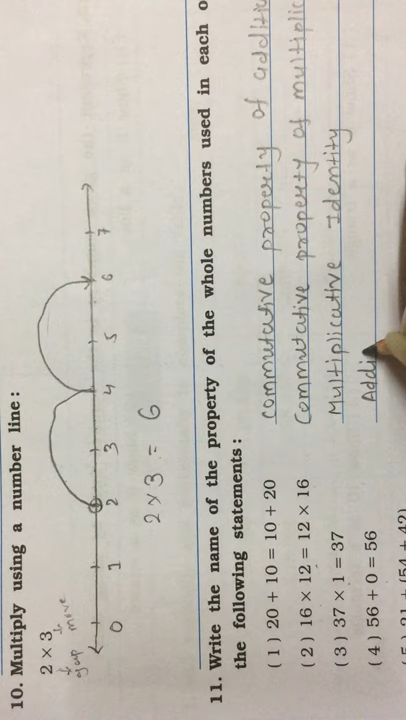 10. Multiply using a number line :
2 × 3
gap move
0 1 2 3 4 5 6 7
2 × 3 = 6
11. Write the name of the property of the whole numbers used in each
the following statements :
(1) 20 + 10 = 10 + 20 commutative property of additi
(2) 16 × 12 = 12 × 16 Commutative property of multiplic
(3) 37 × 1 = 37 Multiplicative Identity
(4) 56 + 0 = 56 Addi